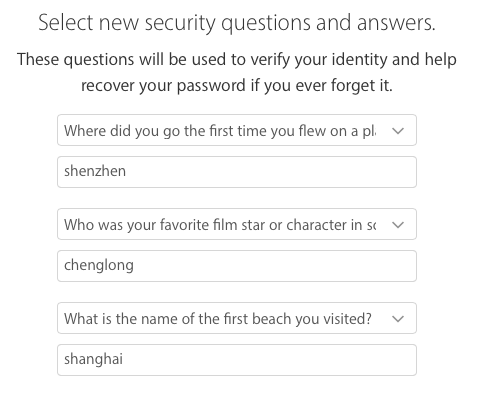 Select new security questions and answers.
These questions will be used to verify your identity and help
recover your password if you ever forget it.
Where did you go the first time you flew on a
shenzhen
Who was your favorite film star or character in
chenglong
What is the name of the first beach you visited?
shanghai